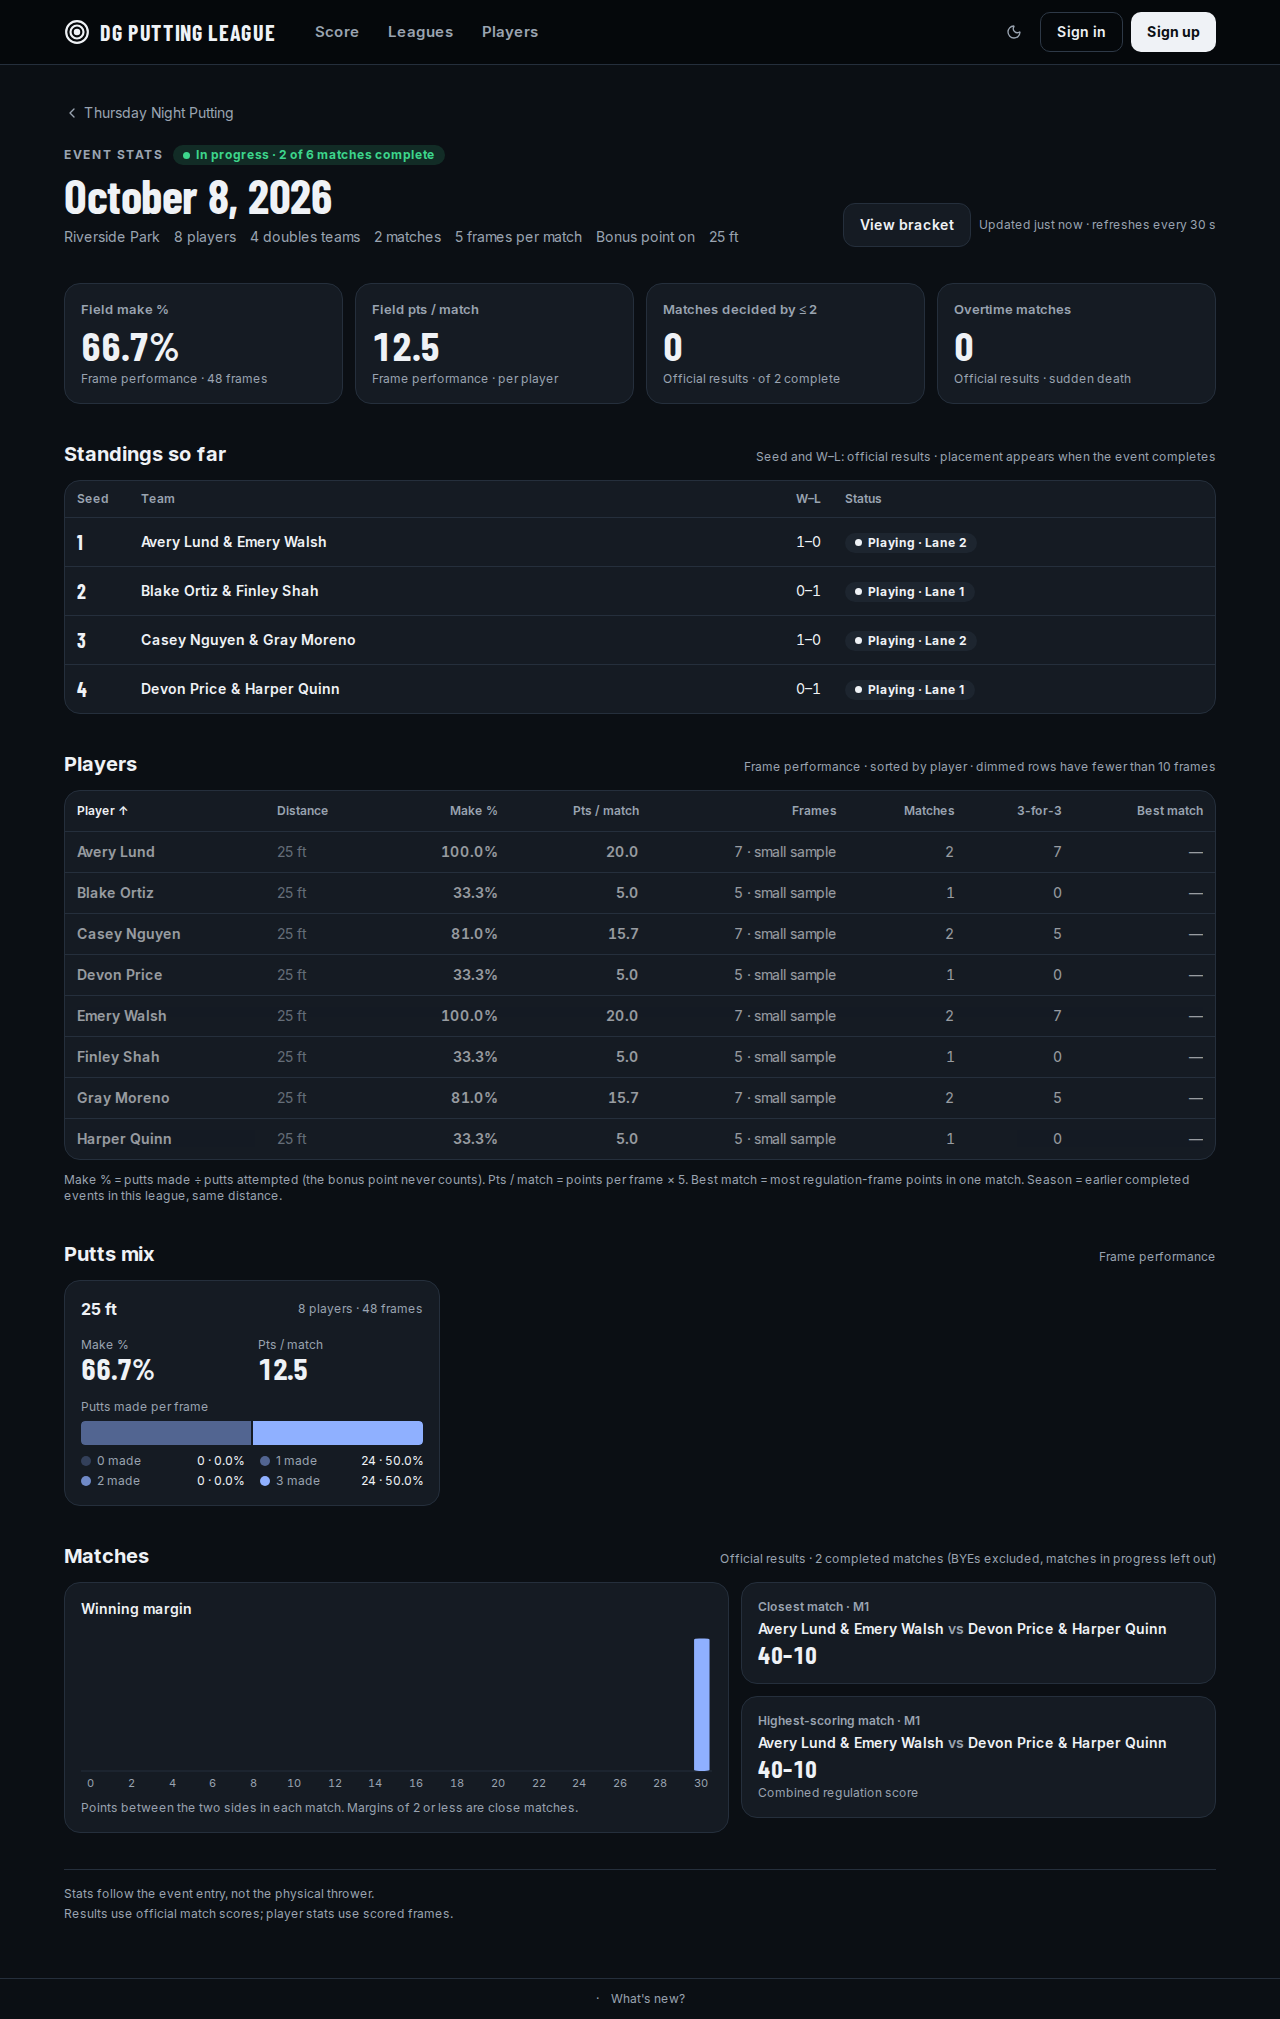 DG PUTTING LEAGUE Score Leagues Players Sign in Sign up
Thursday Night Putting
EVENT STATS In progress · 2 of 6 matches complete
October 8, 2026
Riverside Park 8 players 4 doubles teams 2 matches 5 frames per match Bonus point on 25 ft
View bracket Updated just now · refreshes every 30 s
Field make % Field pts / match Matches decided by ≤ 2 Overtime matches
66.7% 12.5 0 0
Frame performance · 48 frames Frame performance · per player Official results · of 2 complete Official results · sudden death
Standings so far Seed and W–L: official results · placement appears when the event completes
Seed Team W–L Status
1 Avery Lund & Emery Walsh 1–0 Playing · Lane 2
2 Blake Ortiz & Finley Shah 0–1 Playing · Lane 1
3 Casey Nguyen & Gray Moreno 1–0 Playing · Lane 2
4 Devon Price & Harper Quinn 0–1 Playing · Lane 1
Players Frame performance · sorted by player · dimmed rows have fewer than 10 frames
Player ↑ Distance Make % Pts / match Frames Matches 3-for-3 Best match
Avery Lund 25 ft 100.0% 20.0 7 · small sample 2 7 —
Blake Ortiz 25 ft 33.3% 5.0 5 · small sample 1 0 —
Casey Nguyen 25 ft 81.0% 15.7 7 · small sample 2 5 —
Devon Price 25 ft 33.3% 5.0 5 · small sample 1 0 —
Emery Walsh 25 ft 100.0% 20.0 7 · small sample 2 7 —
Finley Shah 25 ft 33.3% 5.0 5 · small sample 1 0 —
Gray Moreno 25 ft 81.0% 15.7 7 · small sample 2 5 —
Harper Quinn 25 ft 33.3% 5.0 5 · small sample 1 0 —
Make % = putts made ÷ putts attempted (the bonus point never counts). Pts / match = points per frame × 5. Best match = most regulation-frame points in one match. Season = earlier completed
events in this league, same distance.
Putts mix Frame performance
25 ft 8 players · 48 frames
Make % Pts / match
66.7% 12.5
Putts made per frame
0 made 0 · 0.0% 1 made 24 · 50.0%
2 made 0 · 0.0% 3 made 24 · 50.0%
Matches Official results · 2 completed matches (BYEs excluded, matches in progress left out)
Winning margin
0 2 4 6 8 10 12 14 16 18 20 22 24 26 28 30
Points between the two sides in each match. Margins of 2 or less are close matches.
Closest match · M1
Avery Lund & Emery Walsh vs Devon Price & Harper Quinn
40–10
Highest-scoring match · M1
Avery Lund & Emery Walsh vs Devon Price & Harper Quinn
40–10
Combined regulation score
Stats follow the event entry, not the physical thrower.
Results use official match scores; player stats use scored frames.
· What's new?